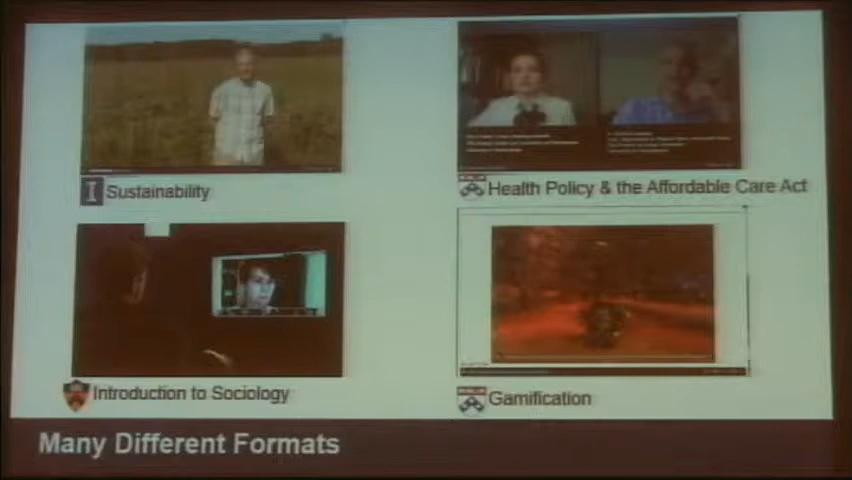 I Sustainability
Health Policy & the Affordable Care Act
Introduction to Sociology
Gamification
Many Different Formats